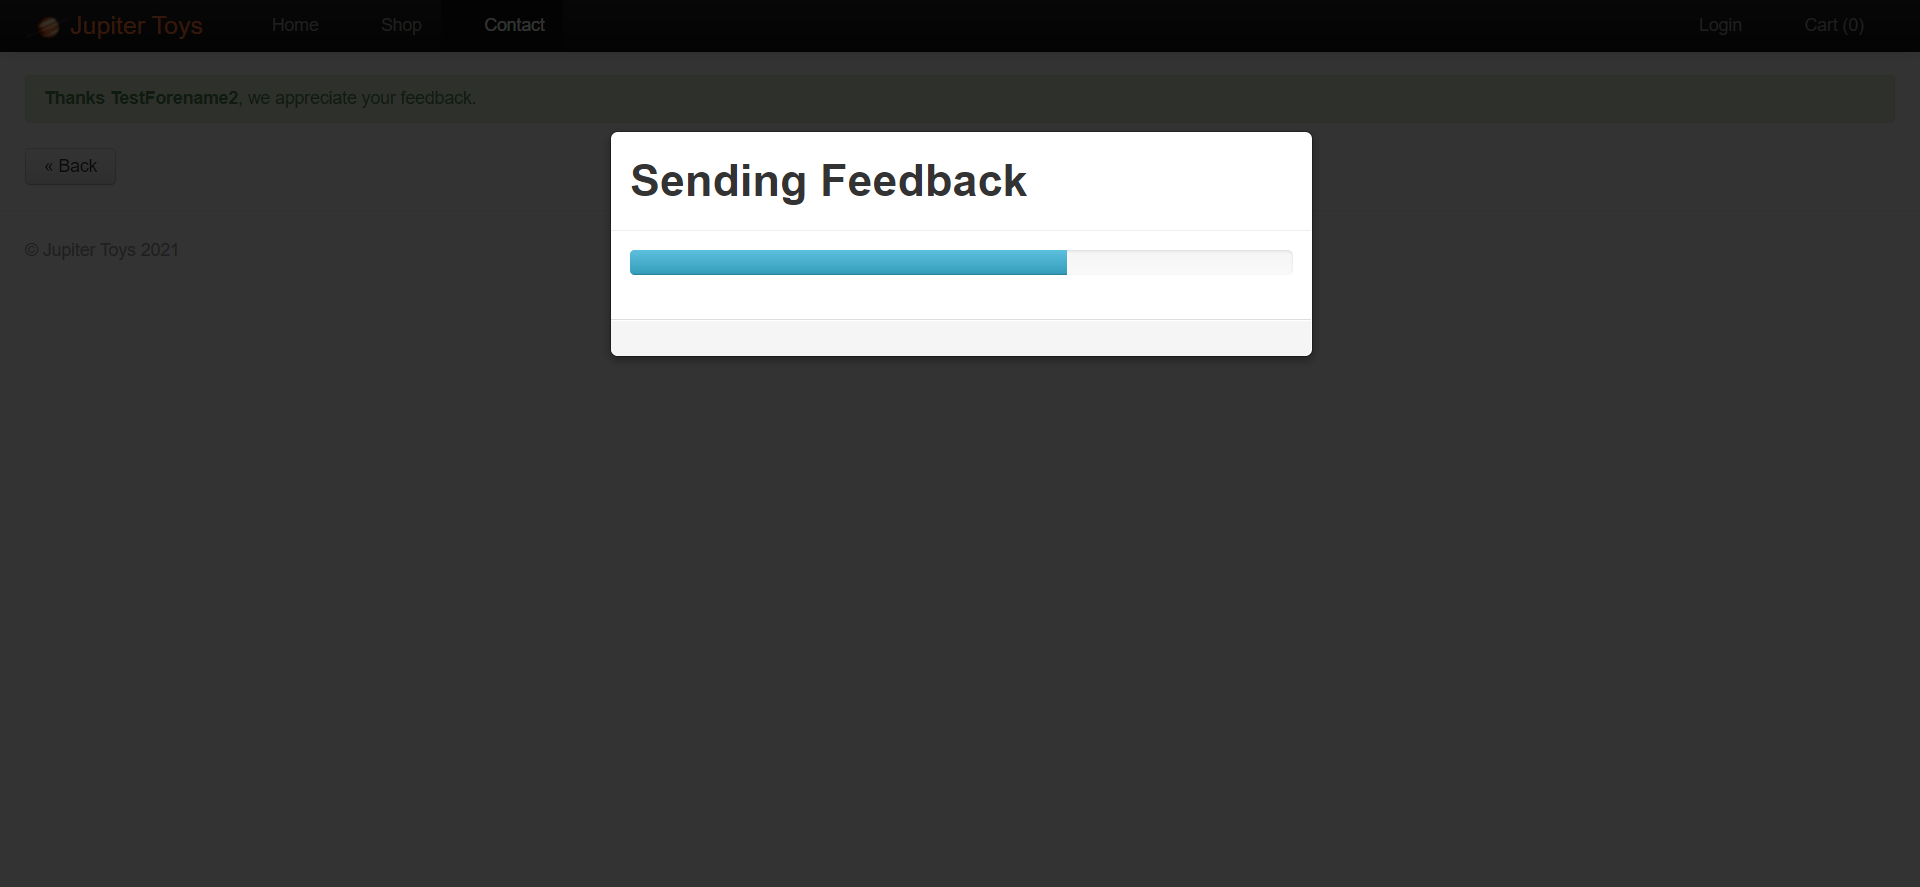 Jupiter Toys
Home
Shop
Contact
Login
Cart (0)
Thanks TestForename2, we appreciate your feedback.
« Back
Sending Feedback
© Jupiter Toys 2021